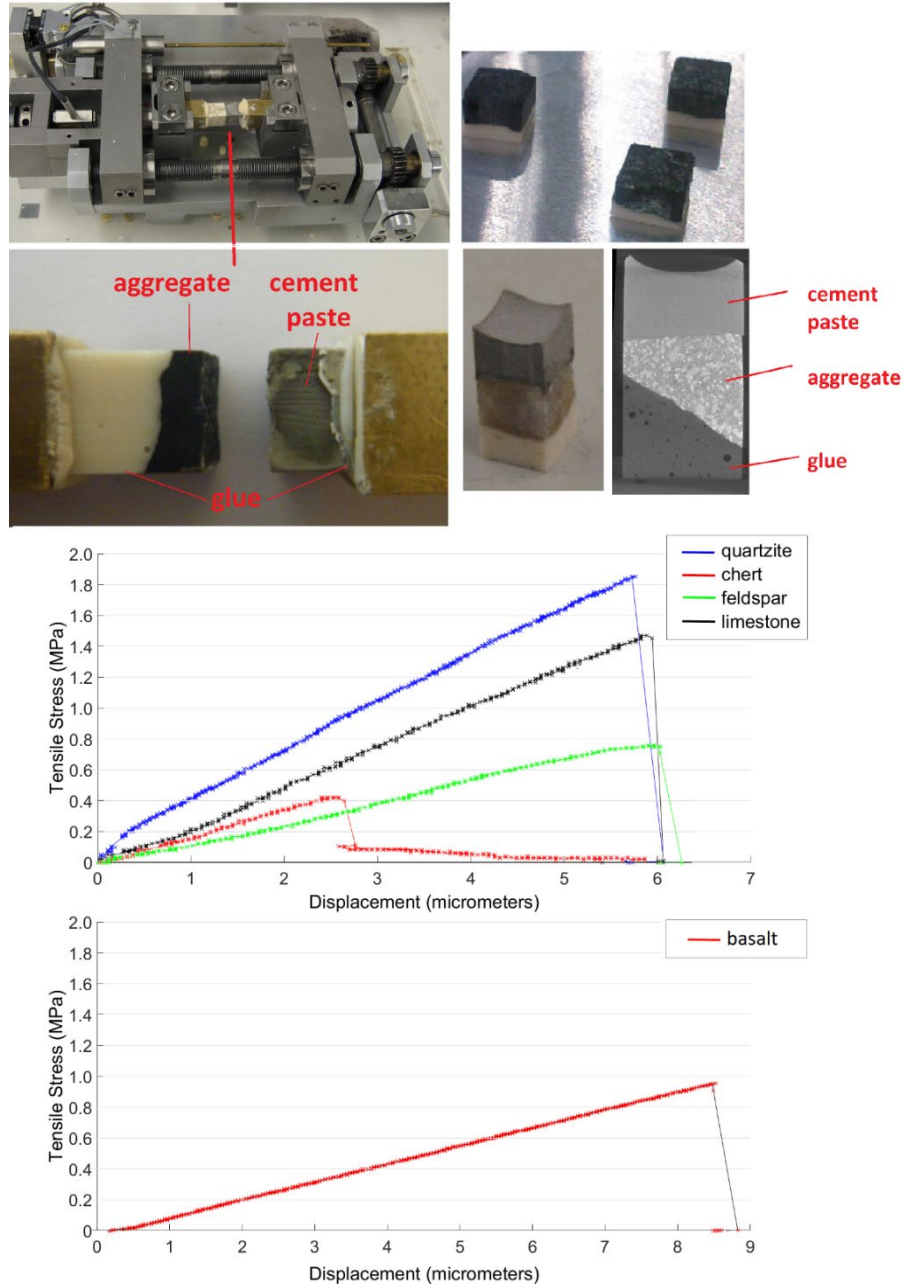 aggregate
cement
paste
glue
cement
paste
aggregate
glue
quartzite
chert
feldspar
limestone
Tensile Stress (MPa)
2.0
1.8
1.6
1.4
1.2
1.0
0.8
0.6
0.4
0.2
0
0 1 2 3 4 5 6 7
Displacement (micrometers)
basalt
Tensile Stress (MPa)
2.0
1.8
1.6
1.4
1.2
1.0
0.8
0.6
0.4
0.2
0
0 1 2 3 4 5 6 7 8 9
Displacement (micrometers)